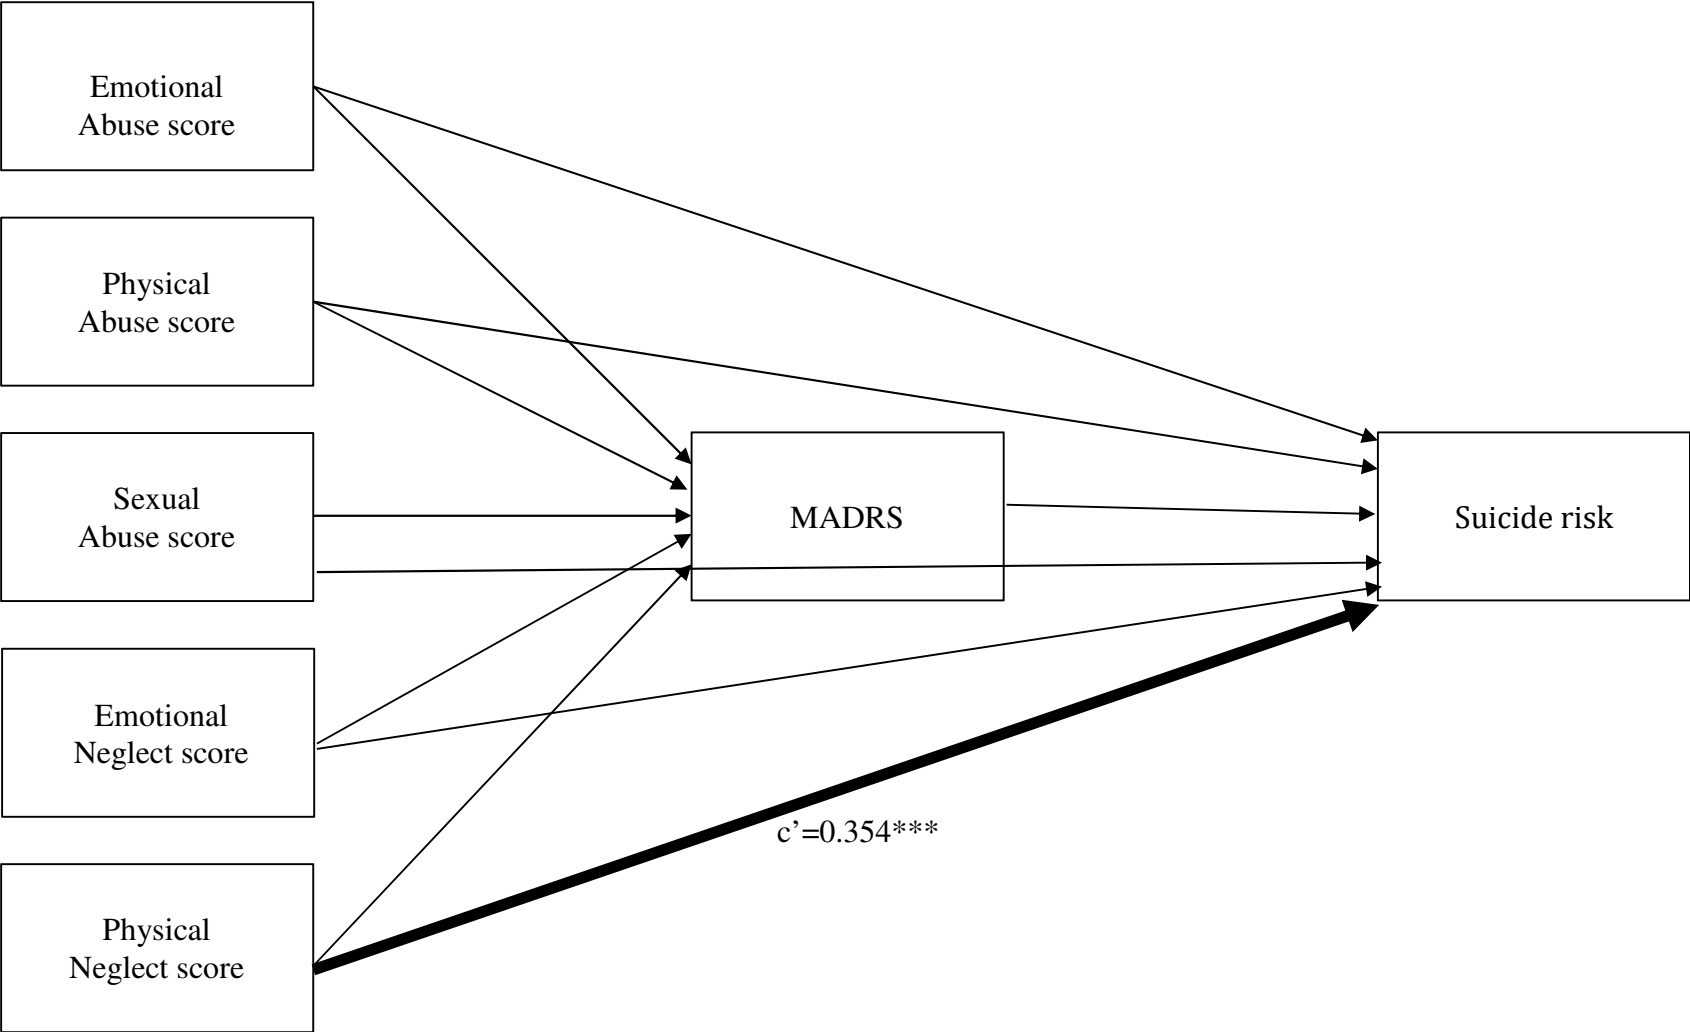 Emotional
Abuse score
Physical
Abuse score
Sexual
Abuse score
MADRS
Suicide risk
Emotional
Neglect score
c’=0.354***
Physical
Neglect score